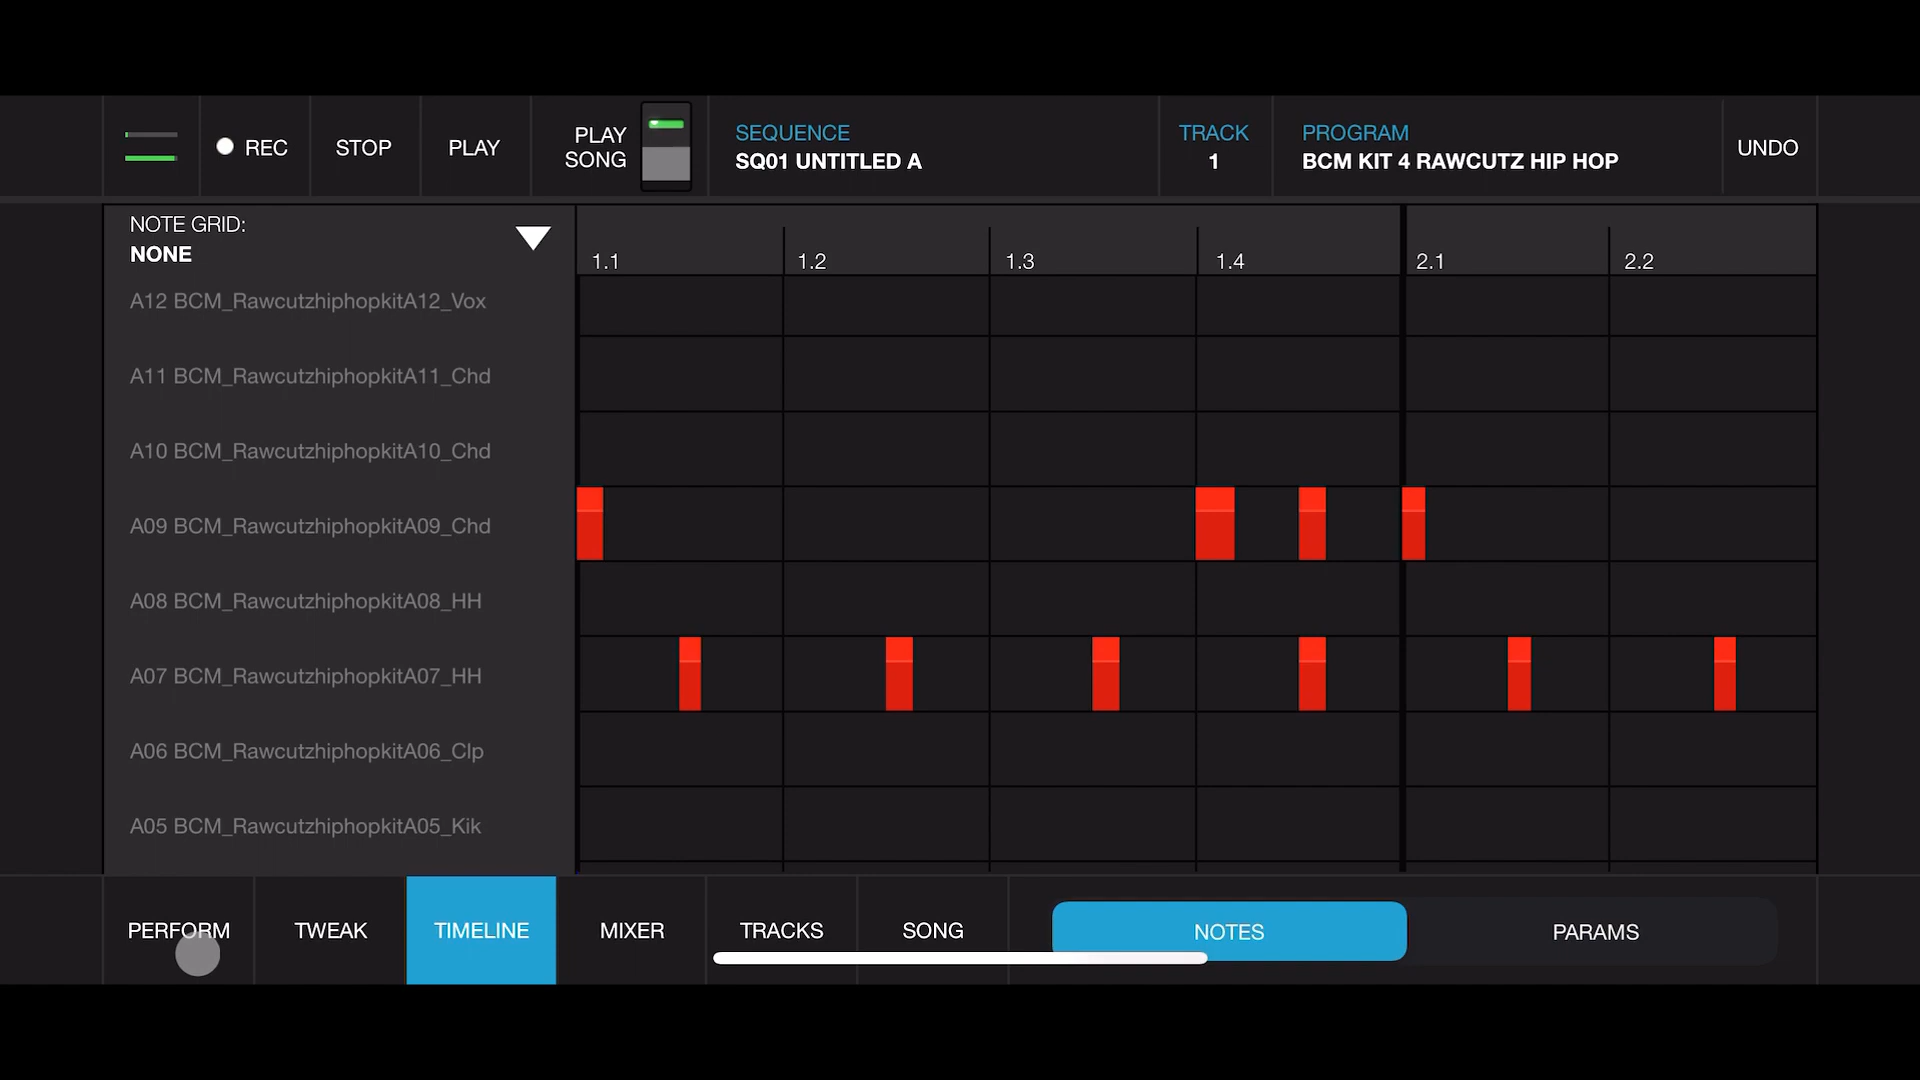 REC
STOP
PLAY
PLAY
SONG
SEQUENCE
SQ01 UNTITLED A
TRACK
1
PROGRAM
BCM KIT 4 RAWCUTZ HIP HOP
UNDO
NOTE GRID:
NONE
1.1
1.2
1.3
1.4
2.1
2.2
A12 BCM_RawcutzhiphopkitA12_Vox
A11 BCM_RawcutzhiphopkitA11_Chd
A10 BCM_RawcutzhiphopkitA10_Chd
A09 BCM_RawcutzhiphopkitA09_Chd
A08 BCM_RawcutzhiphopkitA08_HH
A07 BCM_RawcutzhiphopkitA07_HH
A06 BCM_RawcutzhiphopkitA06_Clp
A05 BCM_RawcutzhiphopkitA05_Kik
PERFORM
TWEAK
TIMELINE
MIXER
TRACKS
SONG
NOTES
PARAMS